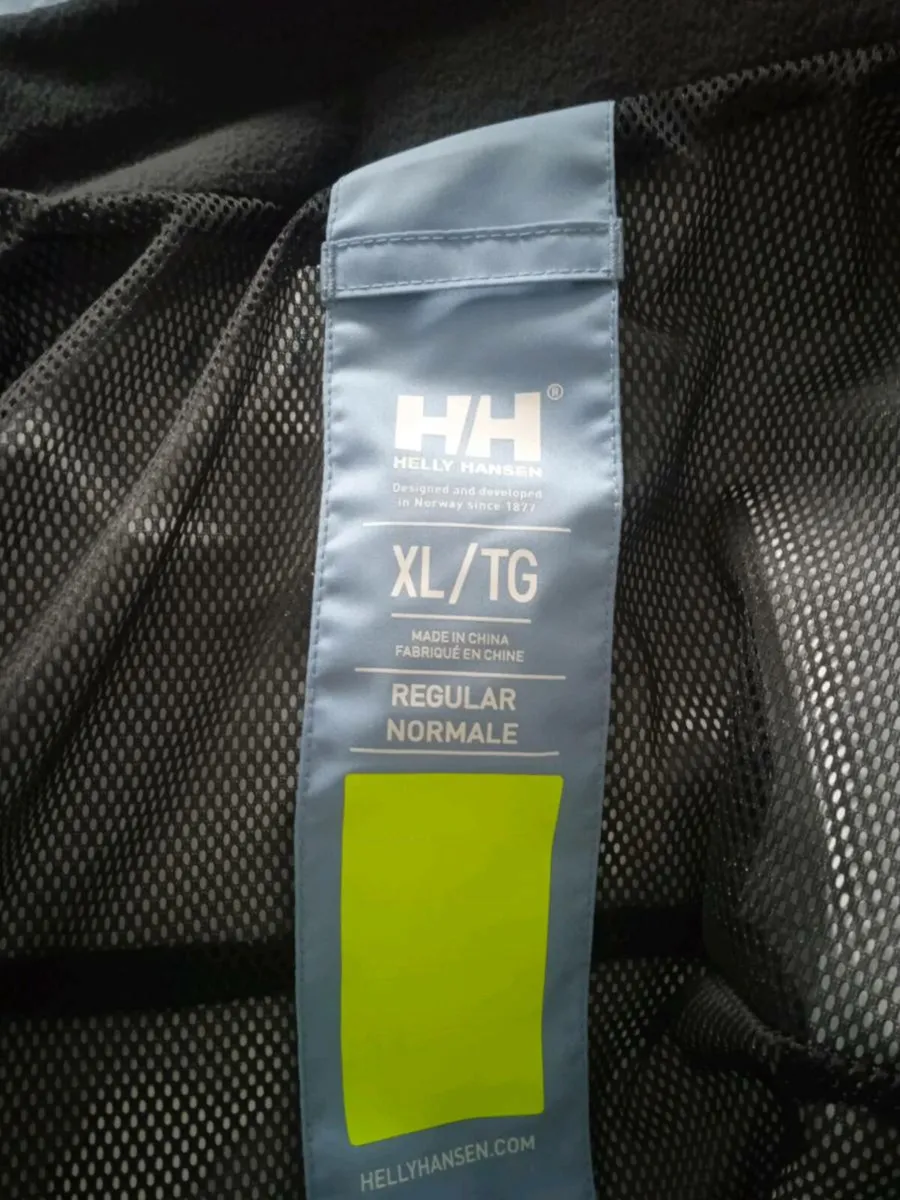 HH®
HELLY HANSEN
Designed and developed
in Norway since 1877
XL/TG
MADE IN CHINA
FABRIQUÉ EN CHINE
REGULAR
NORMALE
HELLYHANSEN.COM